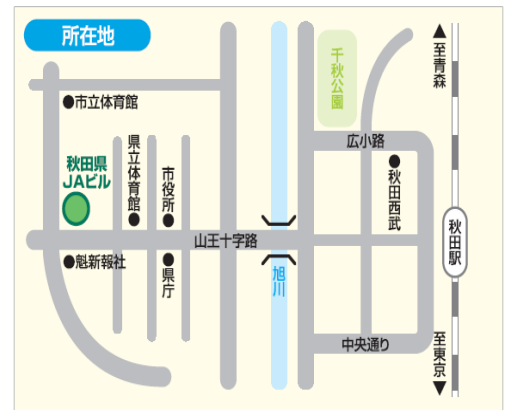 所在地
▲至青森
千秋公園
●市立体育館
広小路
県立体育館●
秋田県
JAビル
市役所●
●秋田西武
秋田駅
山王十字路
●魁新報社
●県庁
旭川
中央通り
至東京▼